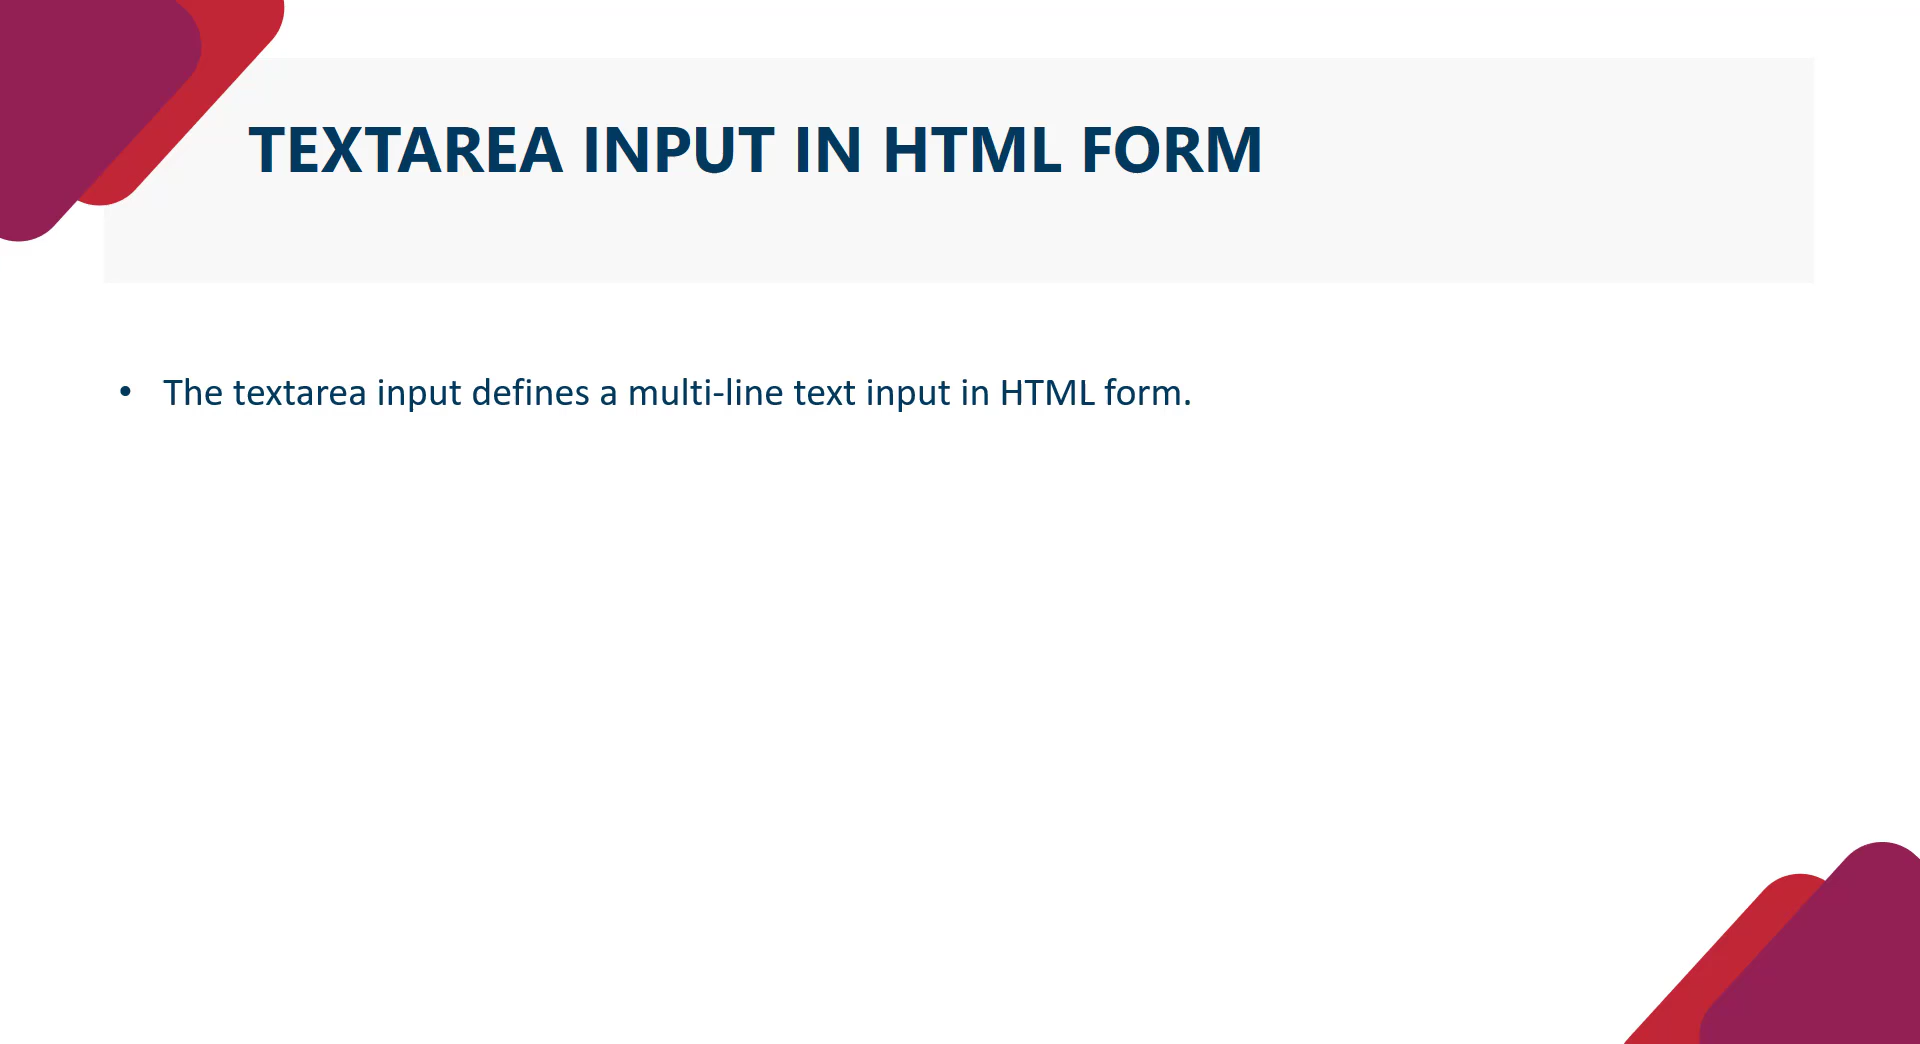 TEXTAREA INPUT IN HTML FORM
• The textarea input defines a multi-line text input in HTML form.